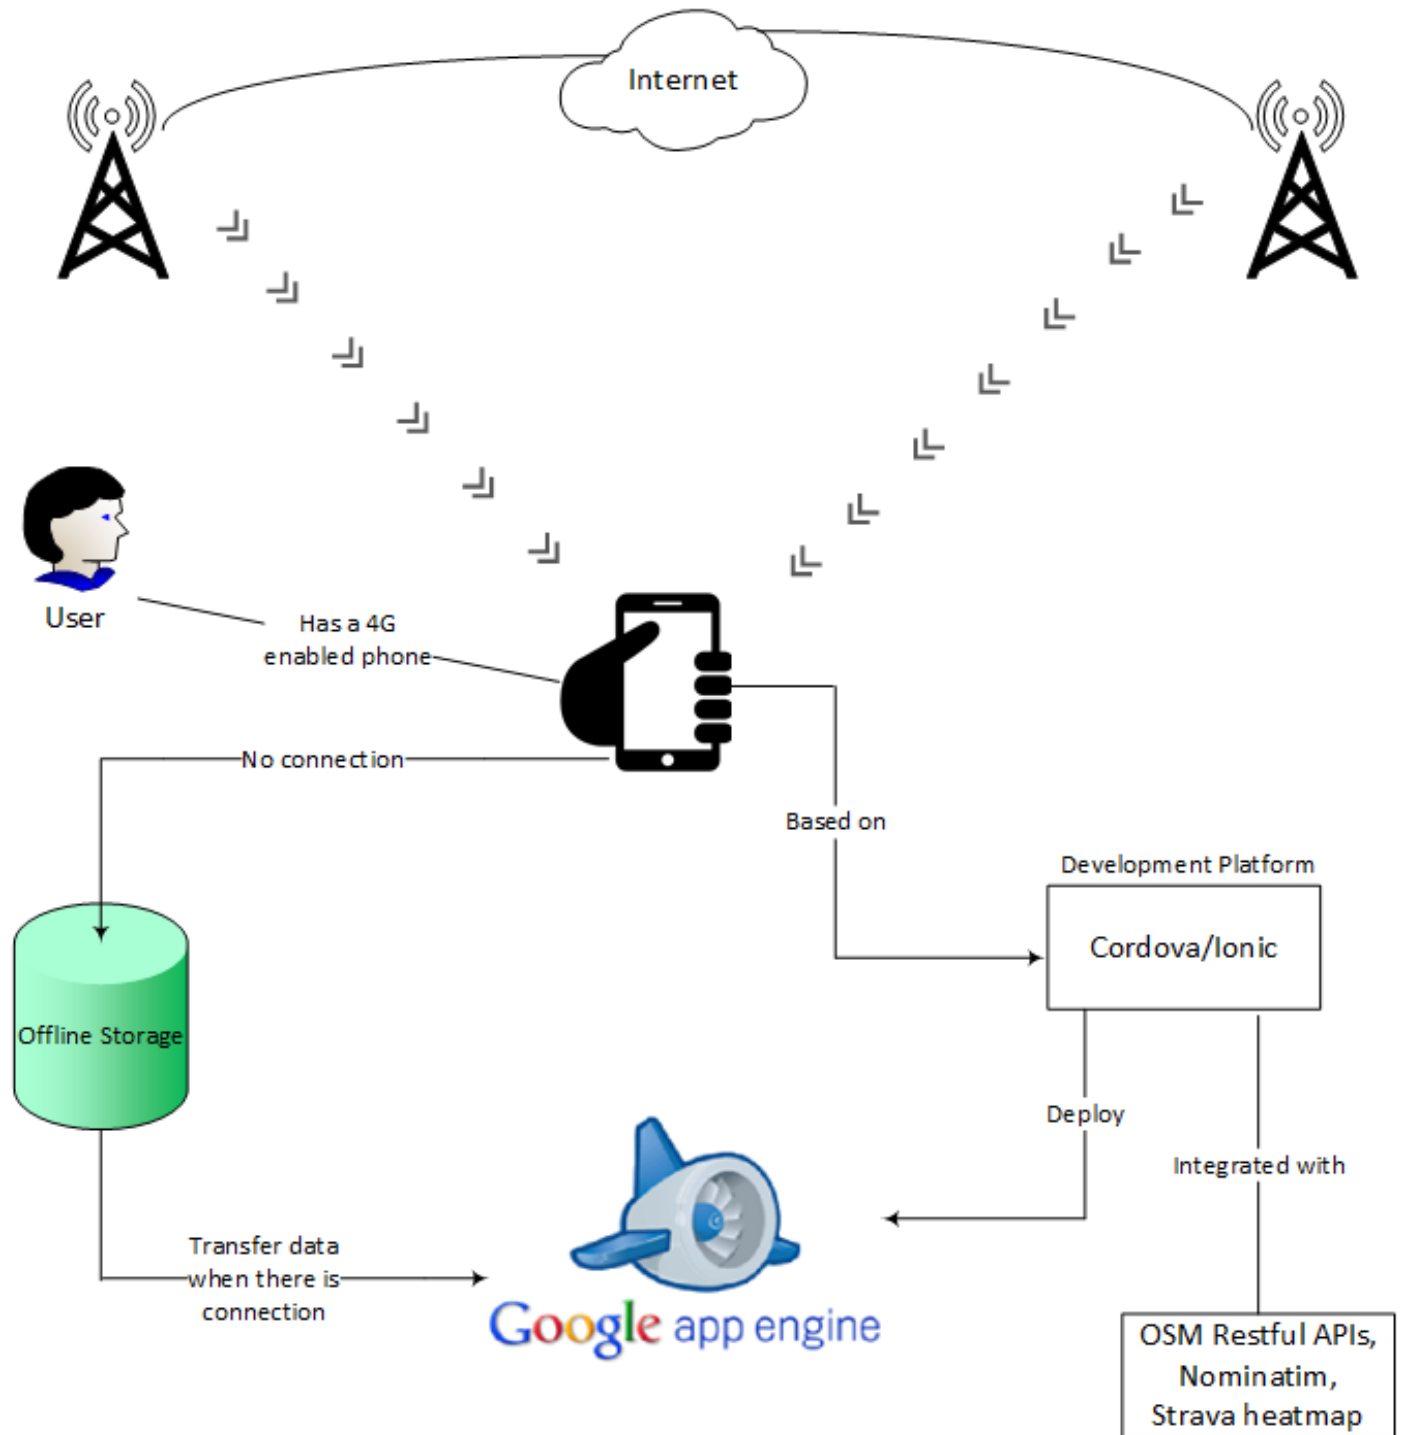 Internet
User
Has a 4G
enabled phone
No connection
Based on
Development Platform
Cordova/Ionic
Offline Storage
Deploy
Integrated with
Transfer data
when there is
connection
Google app engine
OSM Restful APIs,
Nominatim,
Strava heatmap